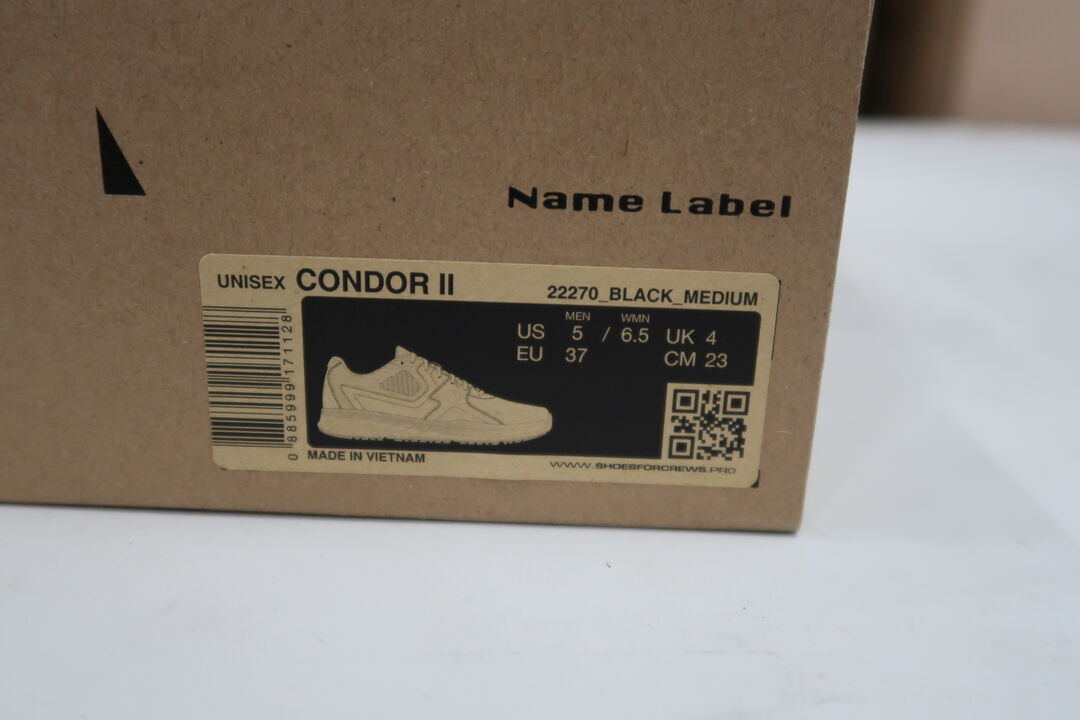 Name Label
UNISEX CONDOR II
22270_BLACK_MEDIUM
MEN WMN
US 5 / 6.5 UK 4
EU 37 CM 23
0 885999 171128
MADE IN VIETNAM
WWW.SHOESFORCREWS.PRO